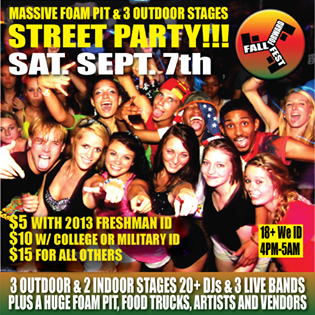 MASSIVE FOAM PIT & 3 OUTDOOR STAGES
STREET PARTY!!!
SAT. SEPT. 7th
FALL
FORWARD
FEST
$5 WITH 2013 FRESHMAN ID
$10 W/ COLLEGE OR MILITARY ID
$15 FOR ALL OTHERS
18+ We ID
4PM-5AM
3 OUTDOOR & 2 INDOOR STAGES 20+ DJs & 3 LIVE BANDS
PLUS A HUGE FOAM PIT, FOOD TRUCKS, ARTISTS AND VENDORS